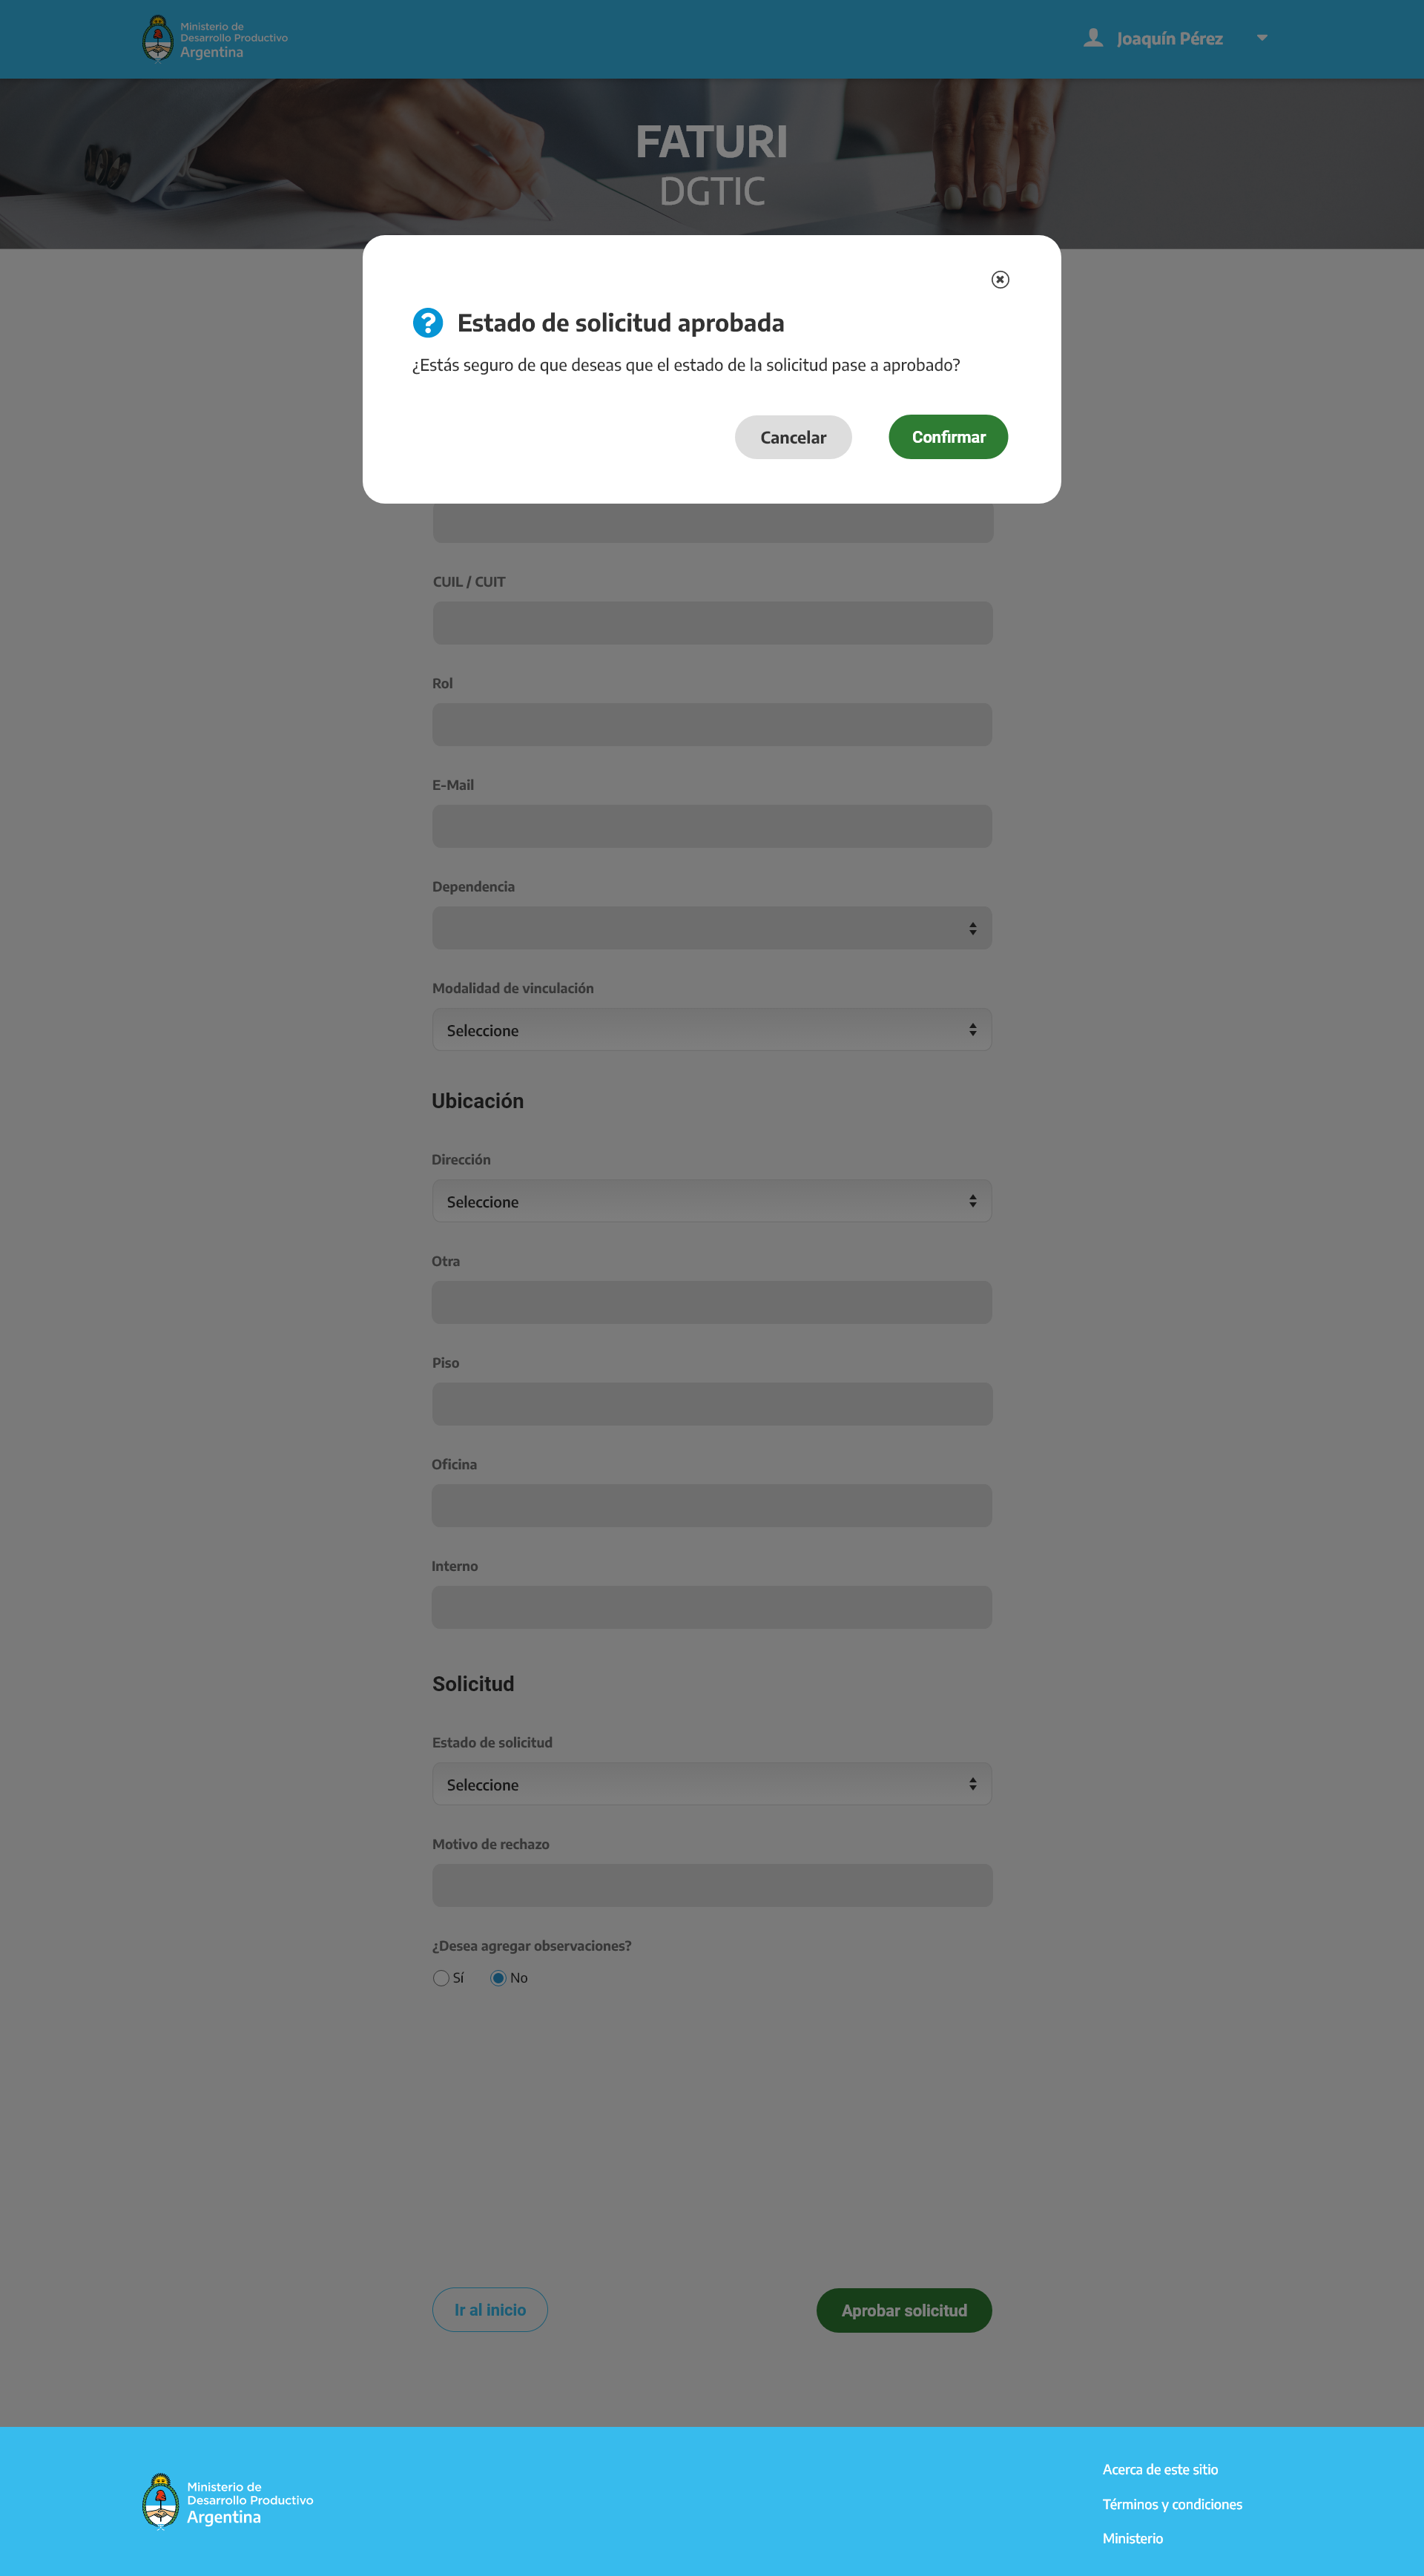 Ministerio de
Desarrollo Productivo
Argentina
Joaquín Pérez
FATURI
DGTIC
Estado de solicitud aprobada
¿Estás seguro de que deseas que el estado de la solicitud pase a aprobado?
Cancelar
Confirmar
CUIL / CUIT
Rol
E-Mail
Dependencia
Modalidad de vinculación
Seleccione
Ubicación
Dirección
Seleccione
Otra
Piso
Oficina
Interno
Solicitud
Estado de solicitud
Seleccione
Motivo de rechazo
¿Desea agregar observaciones?
Sí
No
Ir al inicio
Aprobar solicitud
Ministerio de
Desarrollo Productivo
Argentina
Acerca de este sitio
Términos y condiciones
Ministerio